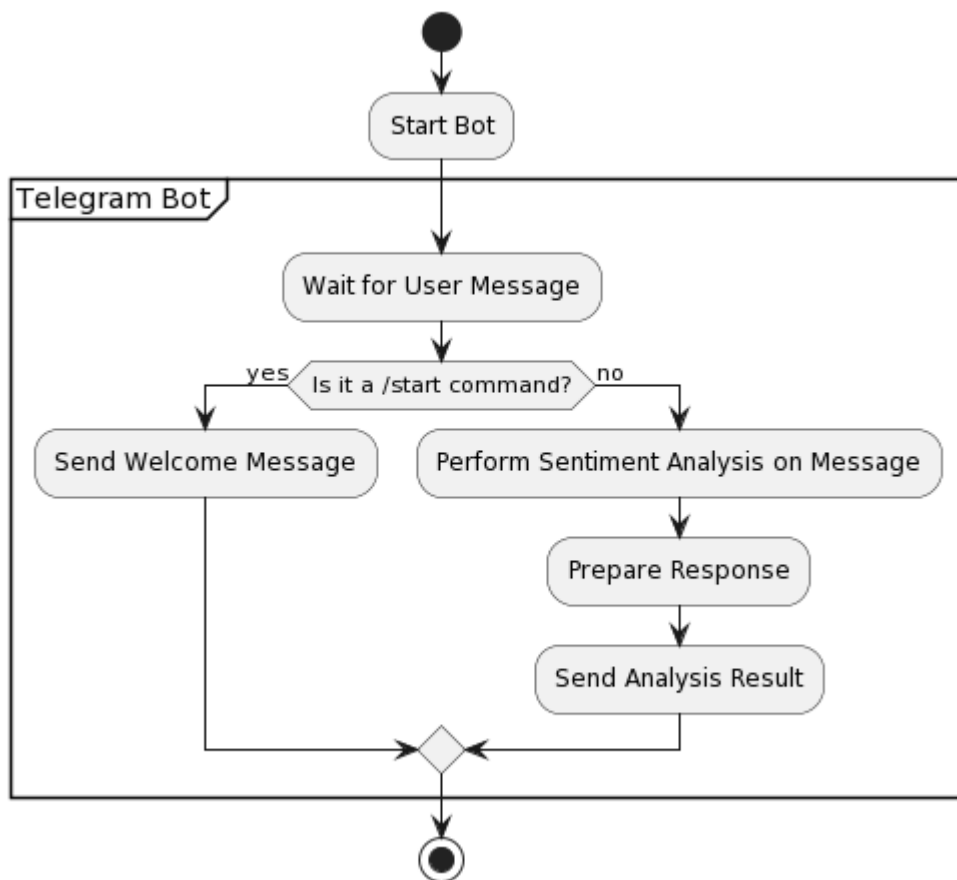 Start Bot
Telegram Bot
Wait for User Message
yes
Is it a /start command?
no
Send Welcome Message
Perform Sentiment Analysis on Message
Prepare Response
Send Analysis Result